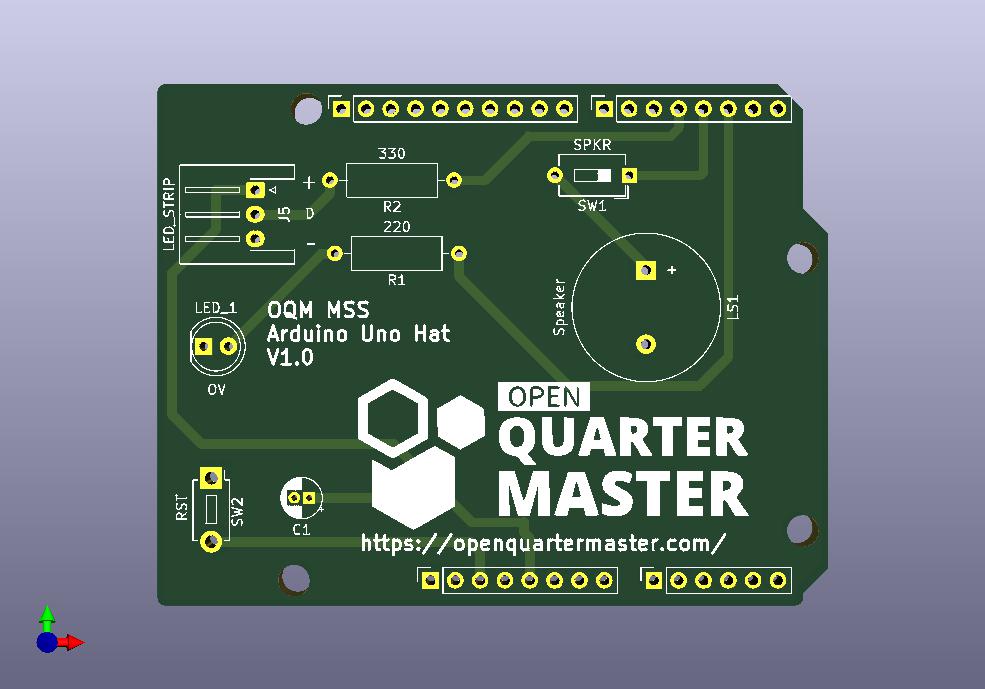 330
SPKR
LED_STRIP
+
J5
D
-
R2
SW1
220
R1
+
Speaker
LS1
LED_1
OQM MSS
Arduino Uno Hat
V1.0
OV
OPEN
QUARTER
MASTER
RST
SW2
C1
+
https://openquartermaster.com/